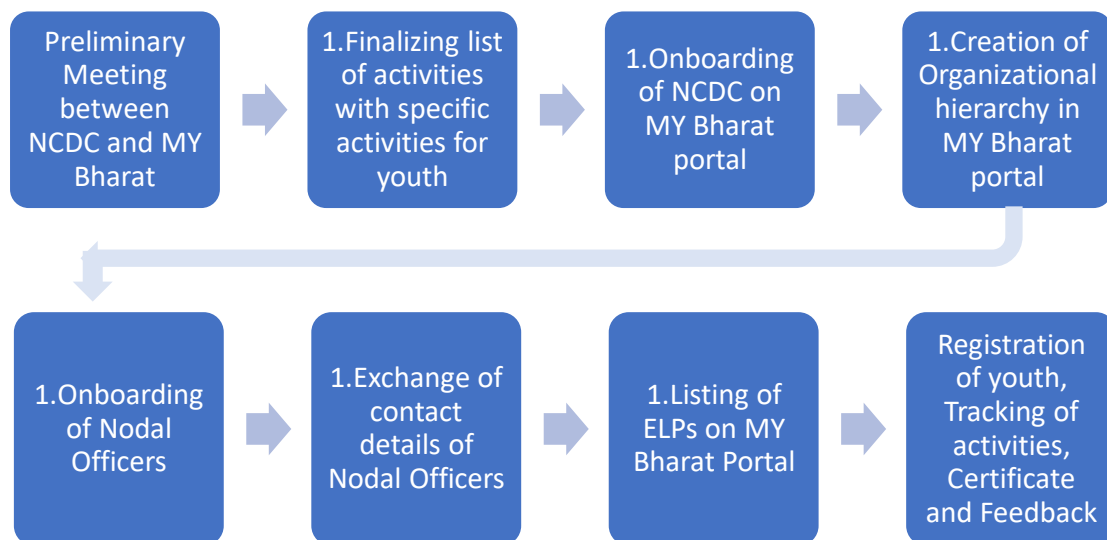 Preliminary
Meeting
between
NCDC and MY
Bharat
1.Finalizing list
of activities
with specific
activities for
youth
1.Onboarding
of NCDC on
MY Bharat
portal
1.Creation of
Organizational
hierarchy in
MY Bharat
portal
1.Onboarding
of Nodal
Officers
1.Exchange of
contact
details of
Nodal Officers
1.Listing of
ELPs on MY
Bharat Portal
Registration
of youth,
Tracking of
activities,
Certificate
and Feedback